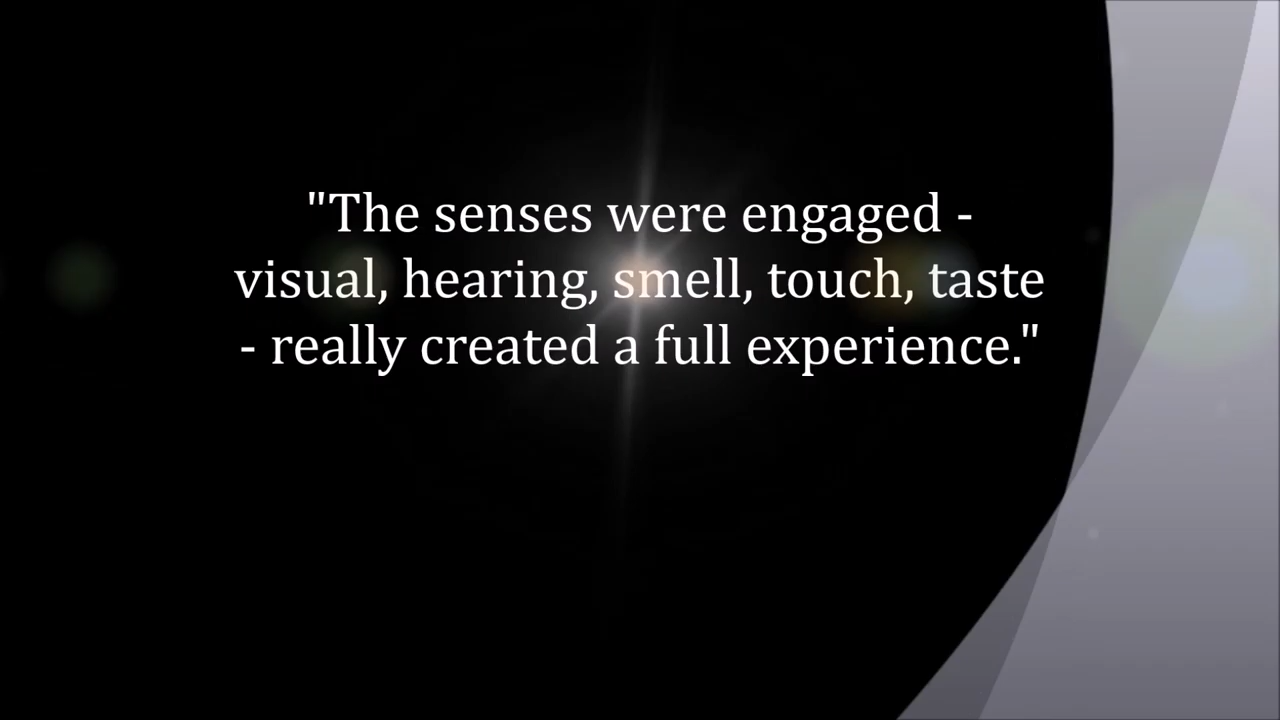 "The senses were engaged -
visual, hearing, smell, touch, taste
- really created a full experience."